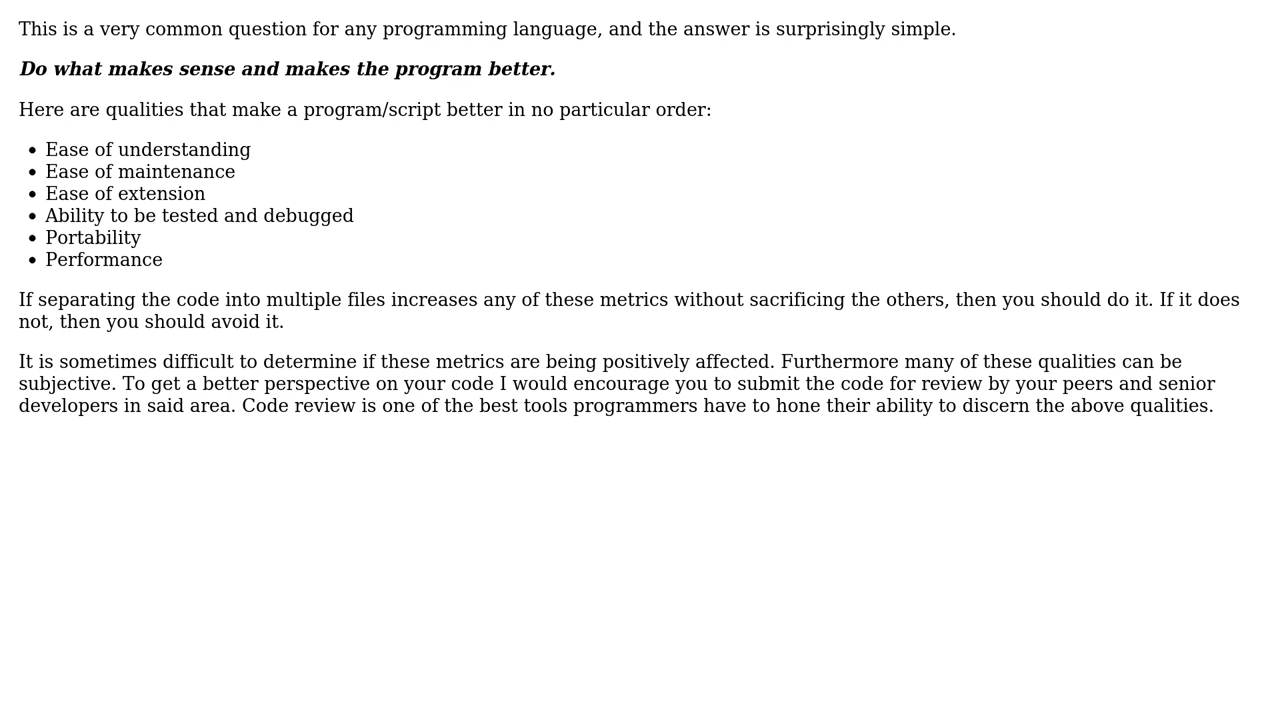 This is a very common question for any programming language, and the answer is surprisingly simple.
Do what makes sense and makes the program better.
Here are qualities that make a program/script better in no particular order:
• Ease of understanding
• Ease of maintenance
• Ease of extension
• Ability to be tested and debugged
• Portability
• Performance
If separating the code into multiple files increases any of these metrics without sacrificing the others, then you should do it. If it does
not, then you should avoid it.
It is sometimes difficult to determine if these metrics are being positively affected. Furthermore many of these qualities can be
subjective. To get a better perspective on your code I would encourage you to submit the code for review by your peers and senior
developers in said area. Code review is one of the best tools programmers have to hone their ability to discern the above qualities.